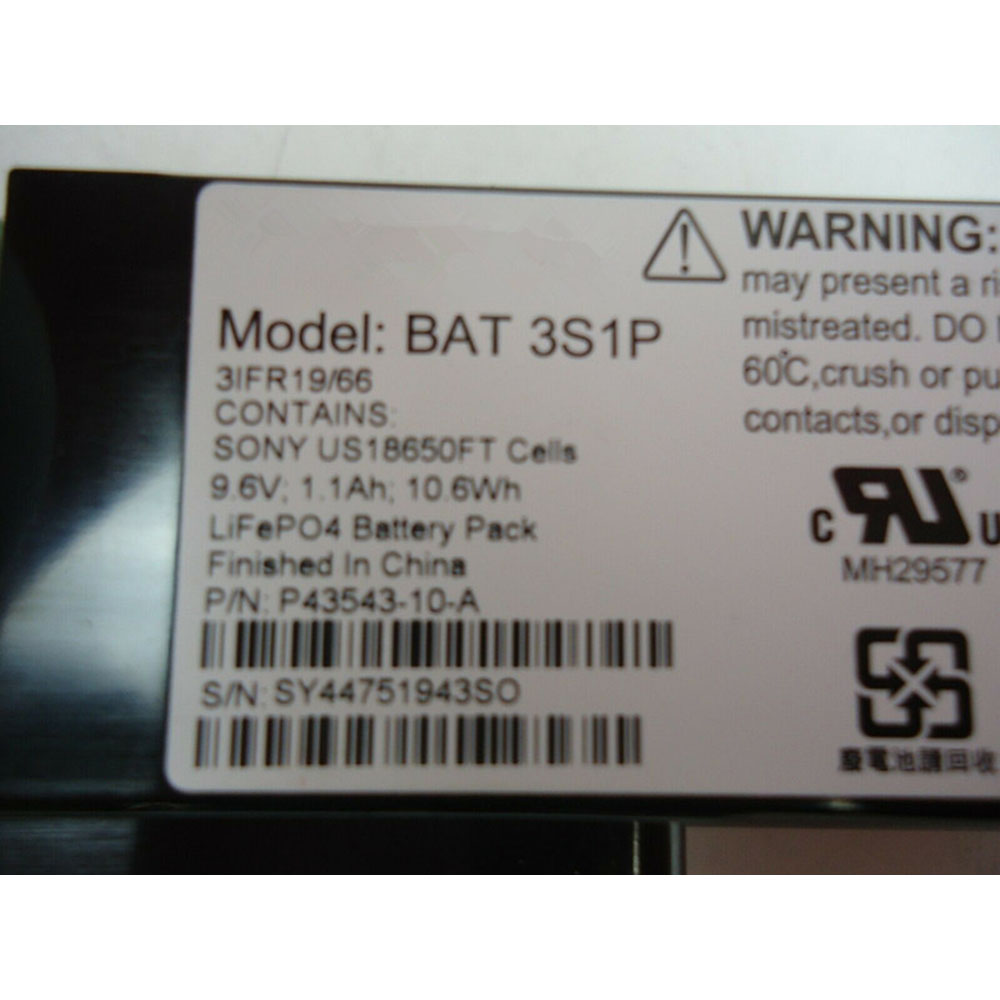 Model: BAT 3S1P
3IFR19/66
CONTAINS:
SONY US18650FT Cells
9.6V; 1.1Ah; 10.6Wh
LiFePO4 Battery Pack
Finished In China
P/N: P43543-10-A
S/N: SY44751943SO
WARNING:
may present a ri
mistreated. DO
60°C,crush or pu
contacts,or disp
C RU® U
MH29577
廢電池請回收